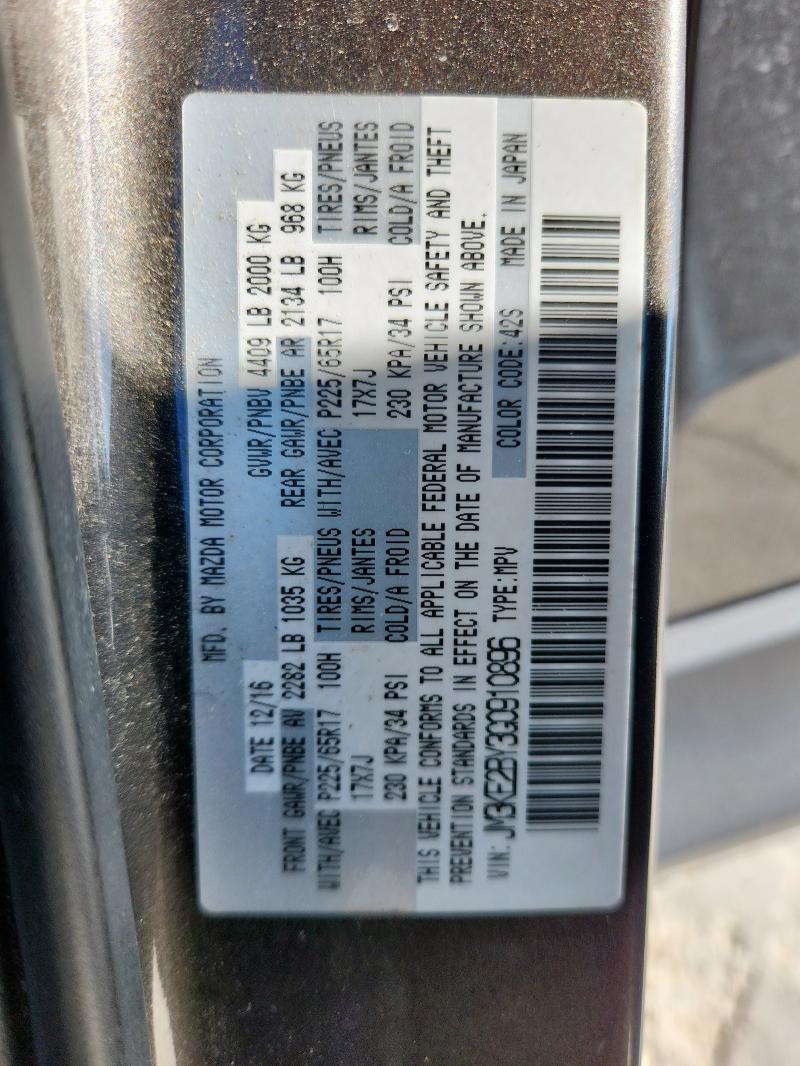 MFD. BY MAZDA MOTOR CORPORATION
DATE 12/16 GVWR/PNBV 4409 LB 2000 KG
FRONT GAWR/PNBE AV 2282 LB 1035 KG REAR GAWR/PNBE AR 2134 LB 968 KG
WITH/AVEC P225/65R17 100H TIRES/PNEUS WITH/AVEC P225/65R17 100H TIRES/PNEUS
17X7J RIMS/JANTES 17X7J RIMS/JANTES
230 KPA/34 PSI COLD/A FROID 230 KPA/34 PSI COLD/A FROID
THIS VEHICLE CONFORMS TO ALL APPLICABLE FEDERAL MOTOR VEHICLE SAFETY AND THEFT
PREVENTION STANDARDS IN EFFECT ON THE DATE OF MANUFACTURE SHOWN ABOVE.
VIN: JM3KE2BY3G0910896 TYPE:MPV COLOR CODE:42S MADE IN JAPAN